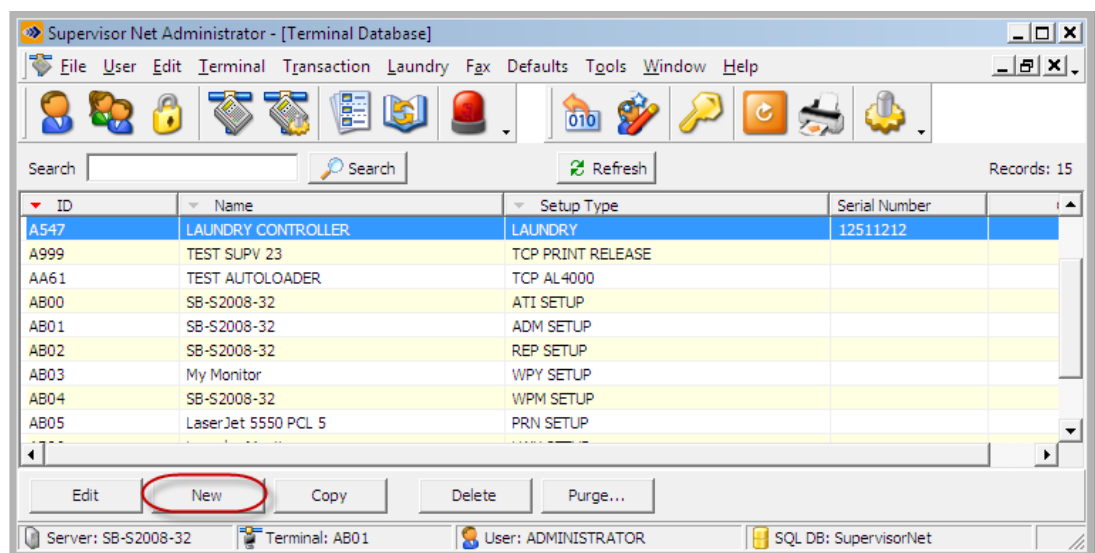 Supervisor Net Administrator - [Terminal Database]
File User Edit Terminal Transaction Laundry Fax Defaults Tools Window Help
010
Search Search Refresh Records: 15
ID Name Setup Type Serial Number
A547 LAUNDRY CONTROLLER LAUNDRY 12511212
A999 TEST SUPV 23 TCP PRINT RELEASE
AA61 TEST AUTOLOADER TCP AL4000
AB00 SB-S2008-32 ATI SETUP
AB01 SB-S2008-32 ADM SETUP
AB02 SB-S2008-32 REP SETUP
AB03 My Monitor WPY SETUP
AB04 SB-S2008-32 WPM SETUP
AB05 LaserJet 5550 PCL 5 PRN SETUP
Edit New Copy Delete Purge...
Server: SB-S2008-32 Terminal: AB01 User: ADMINISTRATOR SQL DB: SupervisorNet